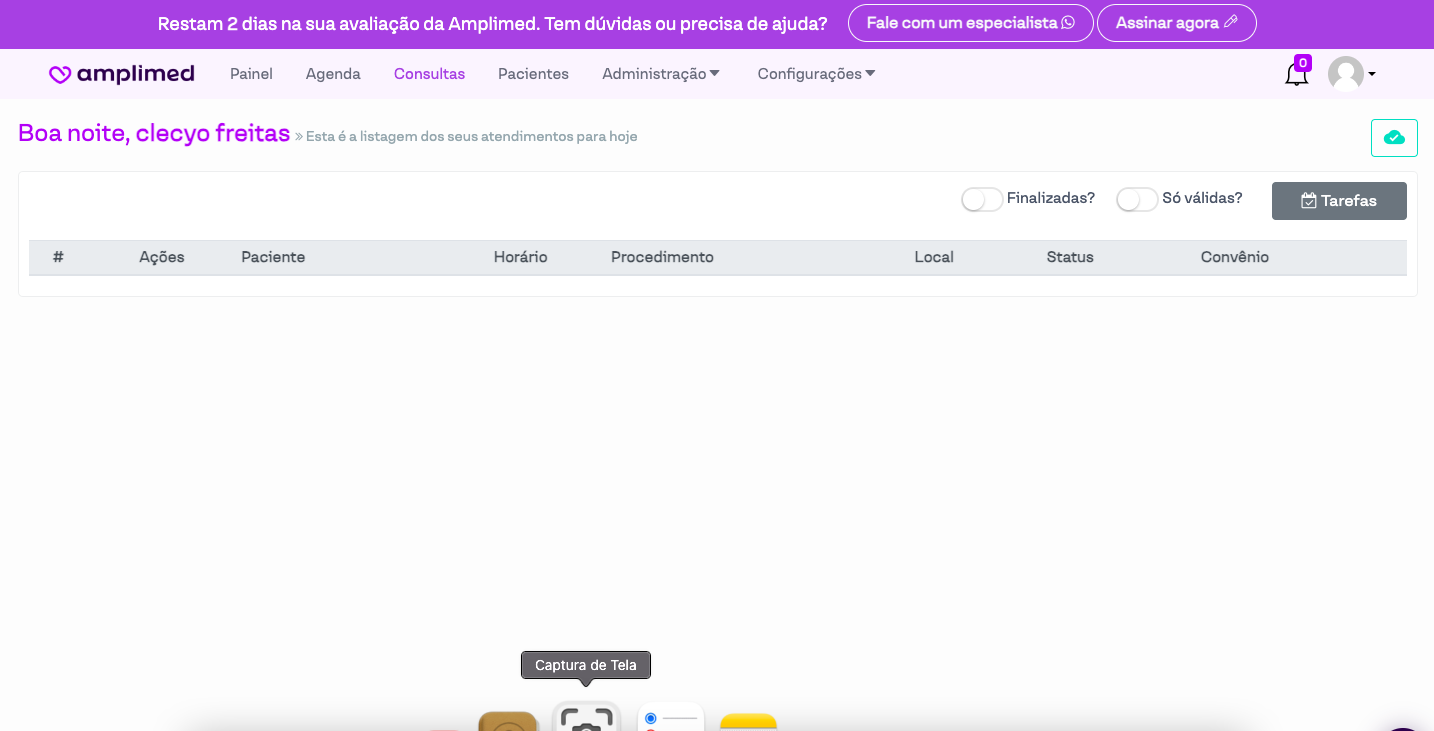 Restam 2 dias na sua avaliação da Amplimed. Tem dúvidas ou precisa de ajuda? Fale com um especialista Assinar agora
amplimed Painel Agenda Consultas Pacientes Administração Configurações 0
Boa noite, clecyo freitas » Esta é a listagem dos seus atendimentos para hoje
Finalizadas? Só válidas? Tarefas
# Ações Paciente Horário Procedimento Local Status Convênio
Captura de Tela